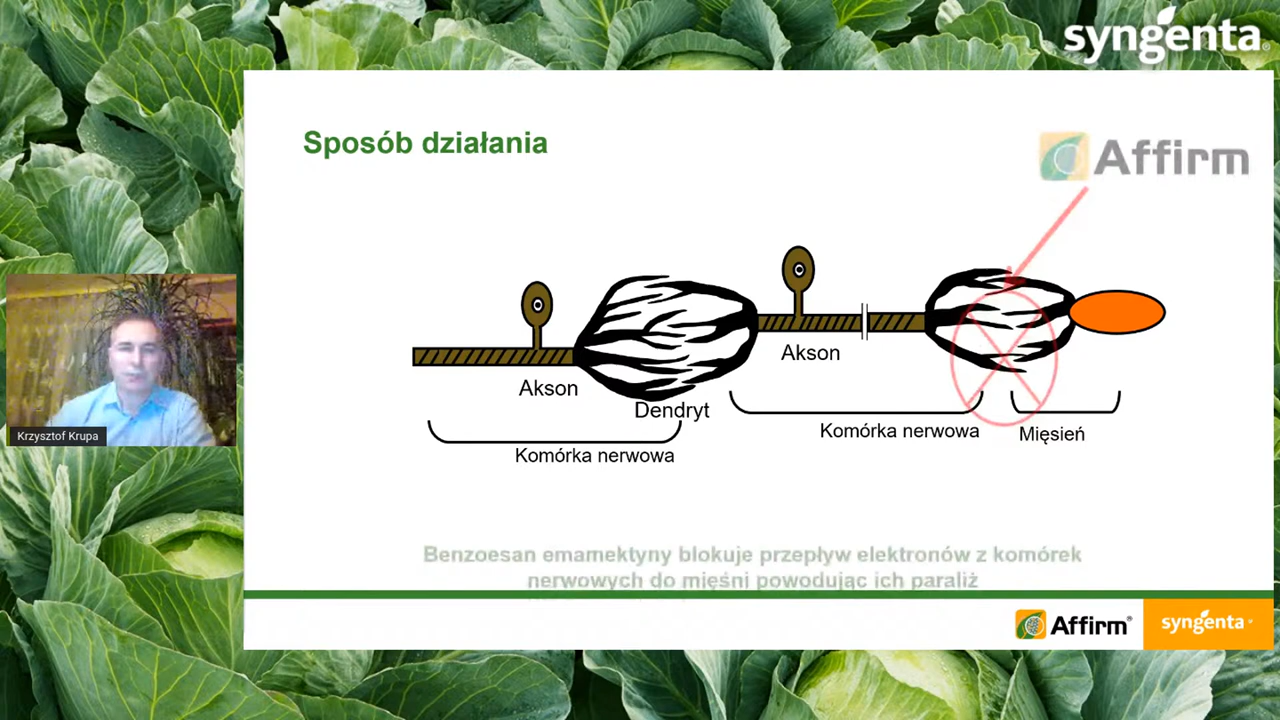 syngenta
Sposób działania
Affirm
Akson
Akson
Dendryt
Komórka nerwowa
Mięsień
Komórka nerwowa
Krzysztof Krupa
Benzoesan emamektyny blokuje przepływ elektronów z komórek
nerwowych do mięśni powodując ich paraliż
Affirm®
syngenta